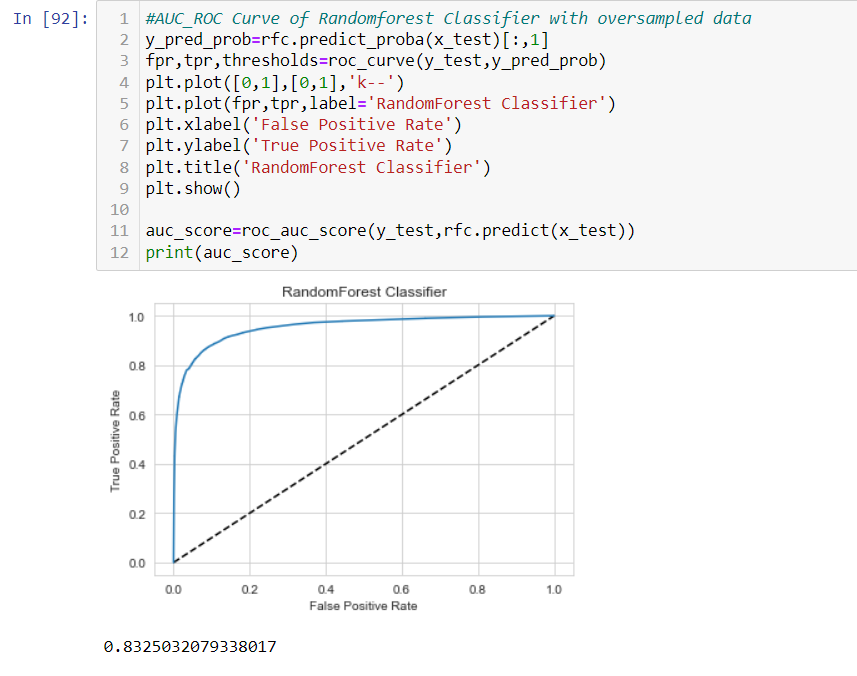 In [92]:
1 #AUC_ROC Curve of Randomforest Classifier with oversampled data
2 y_pred_prob=rfc.predict_proba(x_test)[:,1]
3 fpr,tpr,thresholds=roc_curve(y_test,y_pred_prob)
4 plt.plot([0,1],[0,1],'k--')
5 plt.plot(fpr,tpr,label='RandomForest Classifier')
6 plt.xlabel('False Positive Rate')
7 plt.ylabel('True Positive Rate')
8 plt.title('RandomForest Classifier')
9 plt.show()
10
11 auc_score=roc_auc_score(y_test,rfc.predict(x_test))
12 print(auc_score)
RandomForest Classifier
True Positive Rate
1.0
0.8
0.6
0.4
0.2
0.0
0.0 0.2 0.4 0.6 0.8 1.0
False Positive Rate
0.8325032079338017